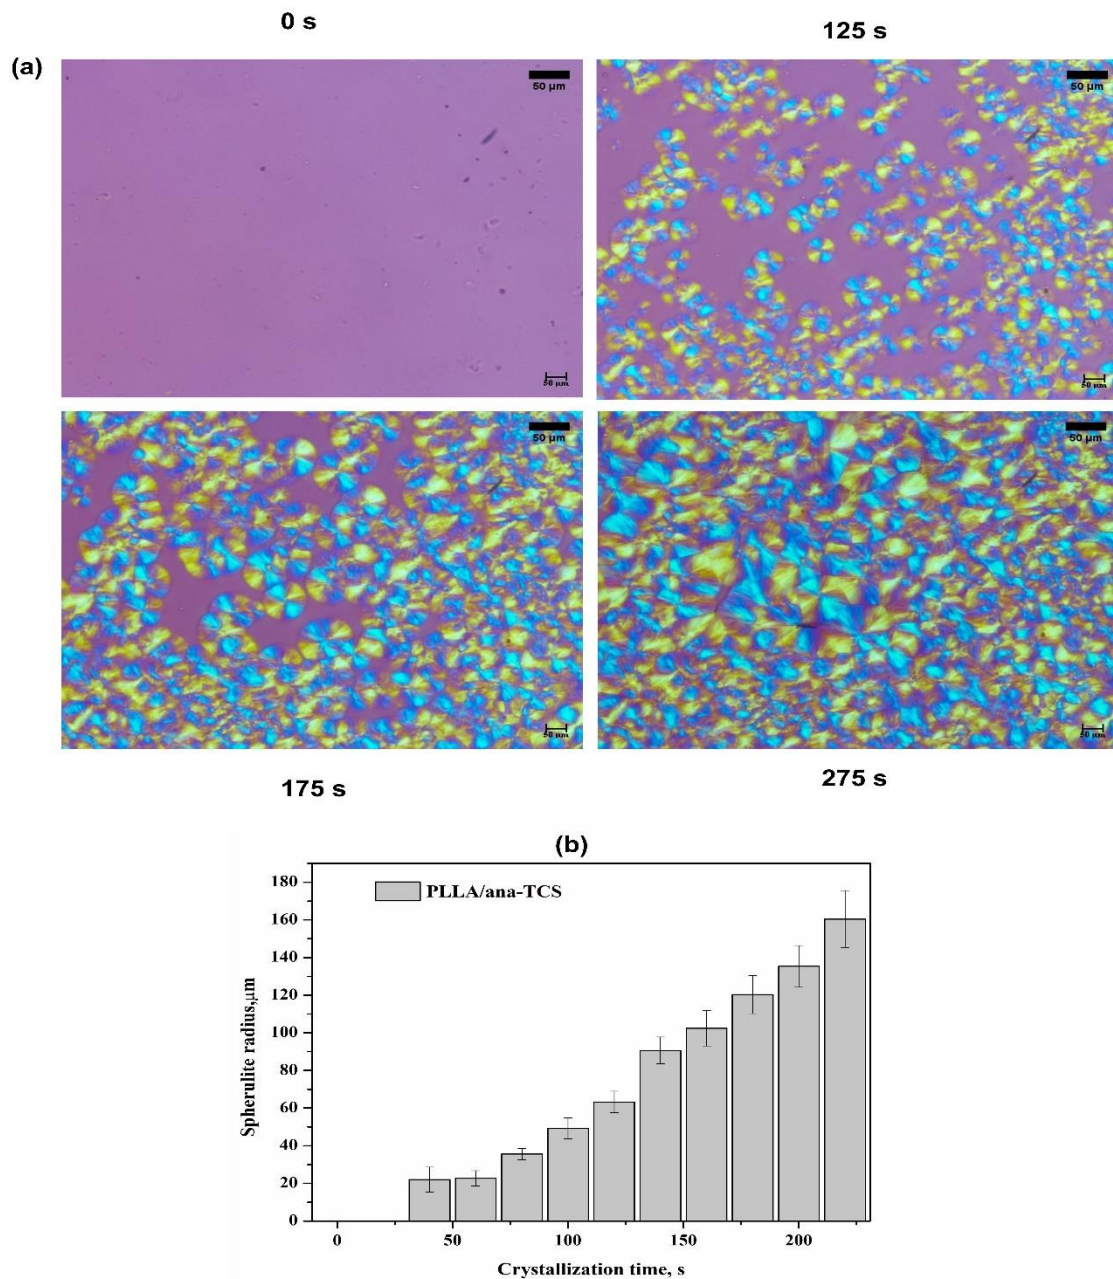 0 s
125 s
(a)
50 µm
50 µm
50 µm
50 µm
50 µm
50 µm
50 µm
50 µm
175 s
275 s
(b)
PLLA/ana-TCS
180
160
140
120
100
80
60
40
20
0
Spherulite radius,µm
0 50 100 150 200
Crystallization time, s